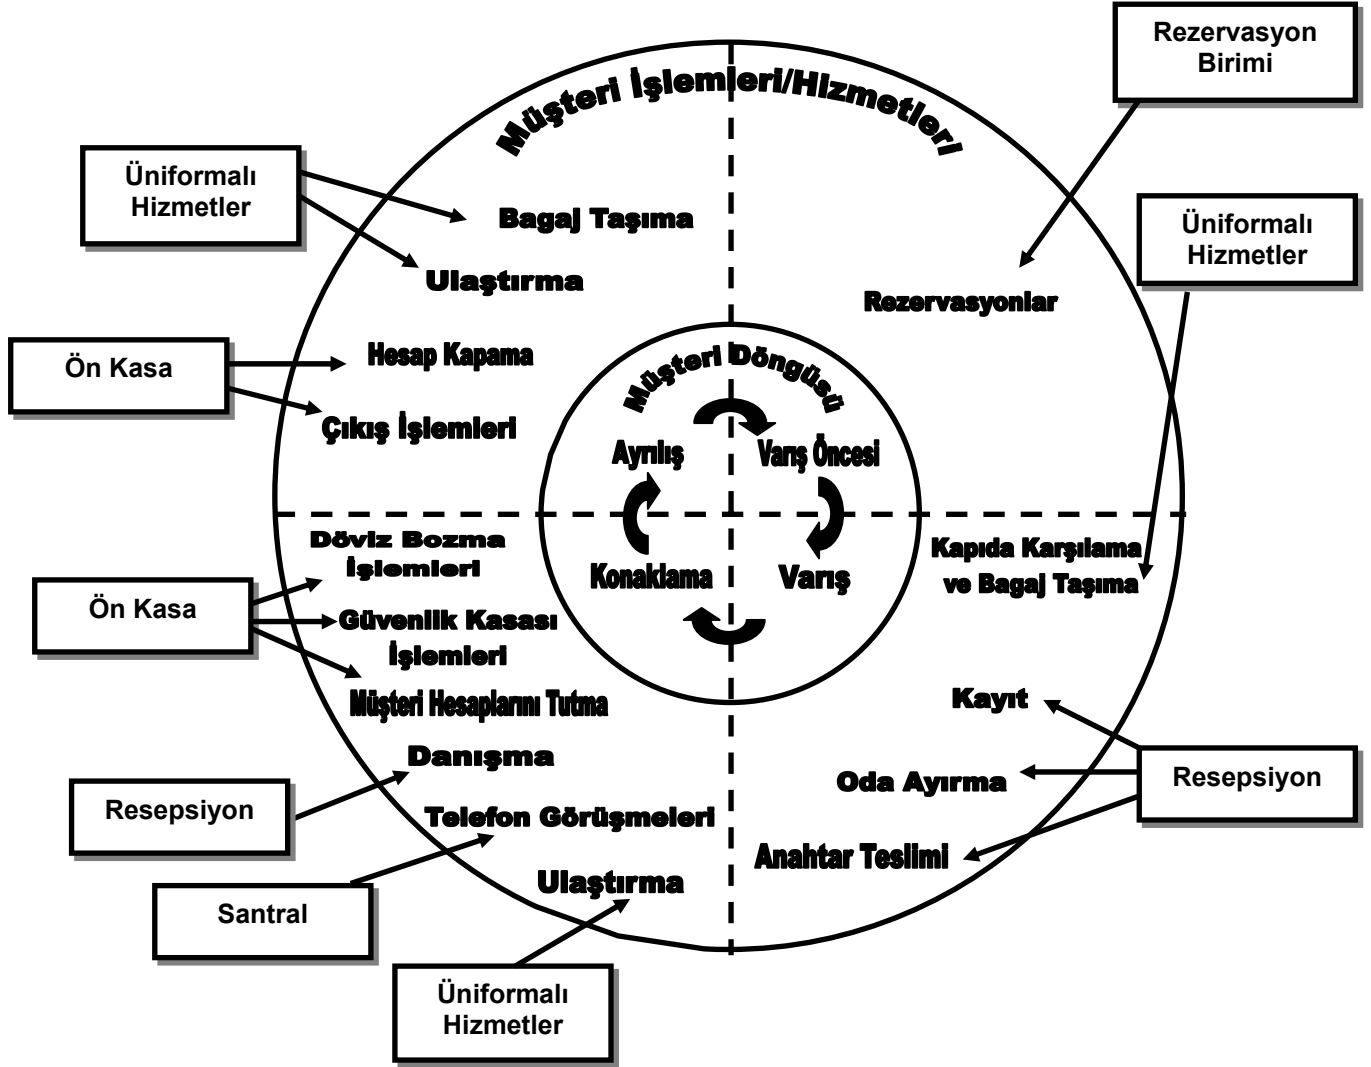 Rezervasyon
Birimi
Müşteri İşlemleri/Hizmetleri
Üniformalı
Hizmetler
Bagaj Taşıma
Ulaştırma
Üniformalı
Hizmetler
Rezervasyonlar
Ön Kasa
Hesap Kapama
Çıkış İşlemleri
Müşteri Döngüsü
Ayrılış
Varış Öncesi
Konaklama
Varış
Döviz Bozma
İşlemleri
Kapıda Karşılama
ve Bagaj Taşıma
Ön Kasa
Güvenlik Kasası
İşlemleri
Müşteri Hesaplarını Tutma
Kayıt
Danışma
Oda Ayırma
Resepsiyon
Resepsiyon
Telefon Görüşmeleri
Anahtar Teslimi
Ulaştırma
Santral
Üniformalı
Hizmetler